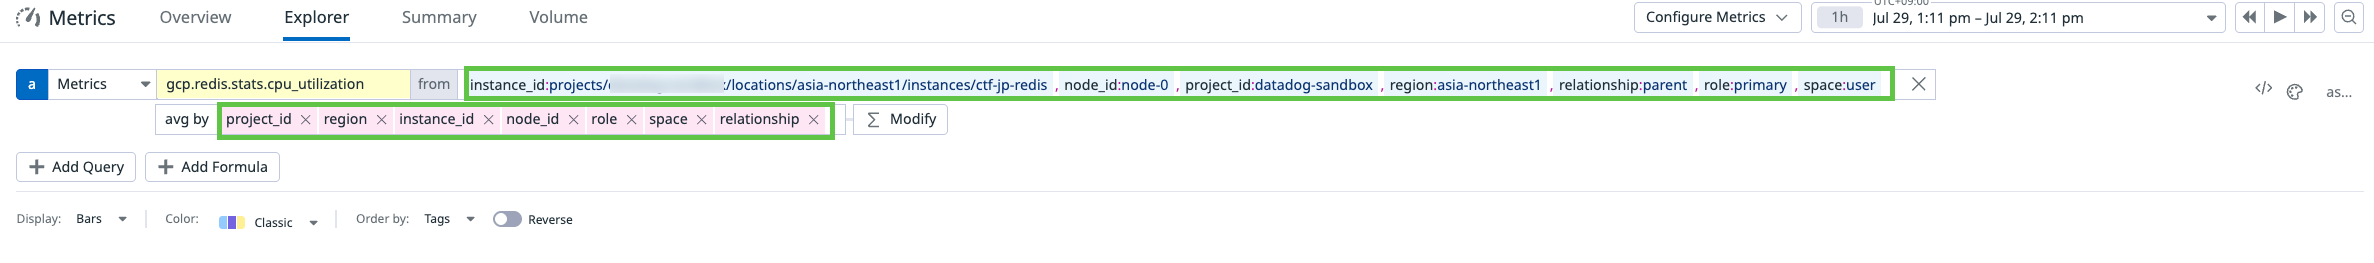 Metrics Overview Explorer Summary Volume Configure Metrics 1h UTC+09:00 Jul 29, 1:11 pm – Jul 29, 2:11 pm
a Metrics gcp.redis.stats.cpu_utilization from instance_id:projects/ /locations/asia-northeast1/instances/ctf-jp-redis , node_id:node-0 , project_id:datadog-sandbox , region:asia-northeast1 , relationship:parent , role:primary , space:user as...
avg by project_id region instance_id node_id role space relationship Σ Modify
Add Query Add Formula
Display: Bars Color: Classic Order by: Tags Reverse